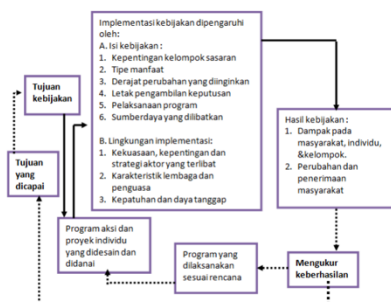 Implementasi kebijakan dipengaruhi
oleh:
A. Isi kebijakan :
1. Kepentingan kelompok sasaran
2. Tipe manfaat
3. Derajat perubahan yang diinginkan
4. Letak pengambilan keputusan
5. Pelaksanaan program
6. Sumberdaya yang dilibatkan
B. Lingkungan implementasi:
1. Kekuasaan, kepentingan dan
strategi aktor yang terlibat
2. Karakteristik lembaga dan
penguasa
3. Kepatuhan dan daya tanggap
Tujuan
kebijakan
Tujuan
yang
dicapai
Hasil kebijakan :
1. Dampak pada
masyarakat, individu,
&kelompok.
2. Perubahan dan
penerimaan
masyarakat
Program aksi dan
proyek individu
yang didesain dan
didanai
Program yang
dilaksanakan
sesuai rencana
Mengukur
keberhasilan